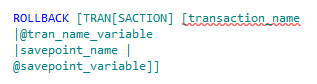 ROLLBACK [TRAN[SACTION] [transaction_name
|@tran_name_variable
|savepoint_name |
@savepoint_variable]]